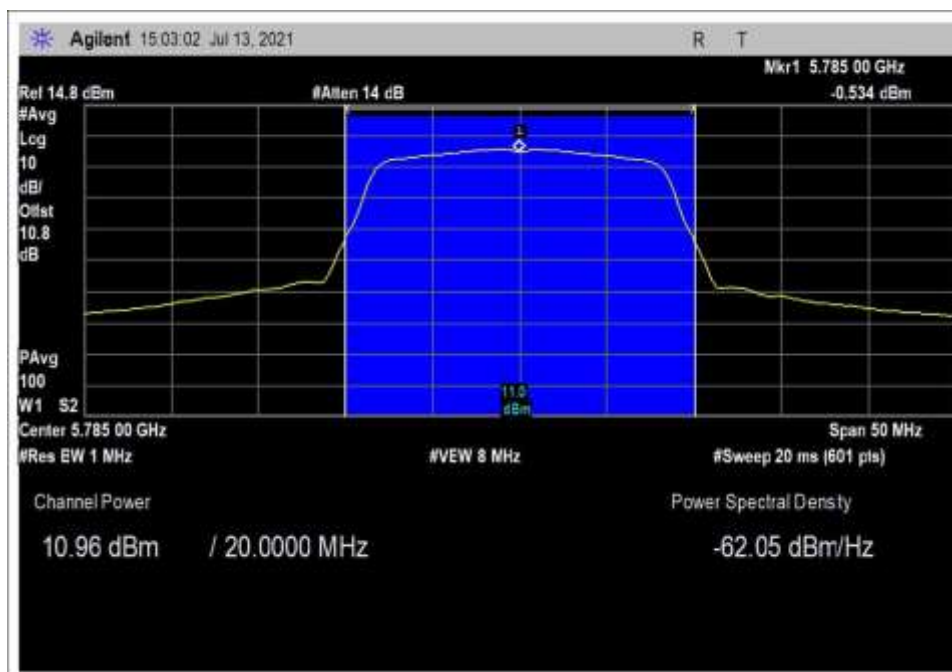 Agilent 15:03:02 Jul 13, 2021 R T
Mkr1 5.785 00 GHz
Ref 14.8 dBm #Atten 14 dB -0.534 dBm
#Avg
Log
10
dB/
Offst
10.8
dB
1
PAvg
100
W1 S2
11.0
dBm
Center 5.785 00 GHz Span 50 MHz
#Res BW 1 MHz #VBW 8 MHz #Sweep 20 ms (601 pts)
Channel Power Power Spectral Density
10.96 dBm / 20.0000 MHz -62.05 dBm/Hz